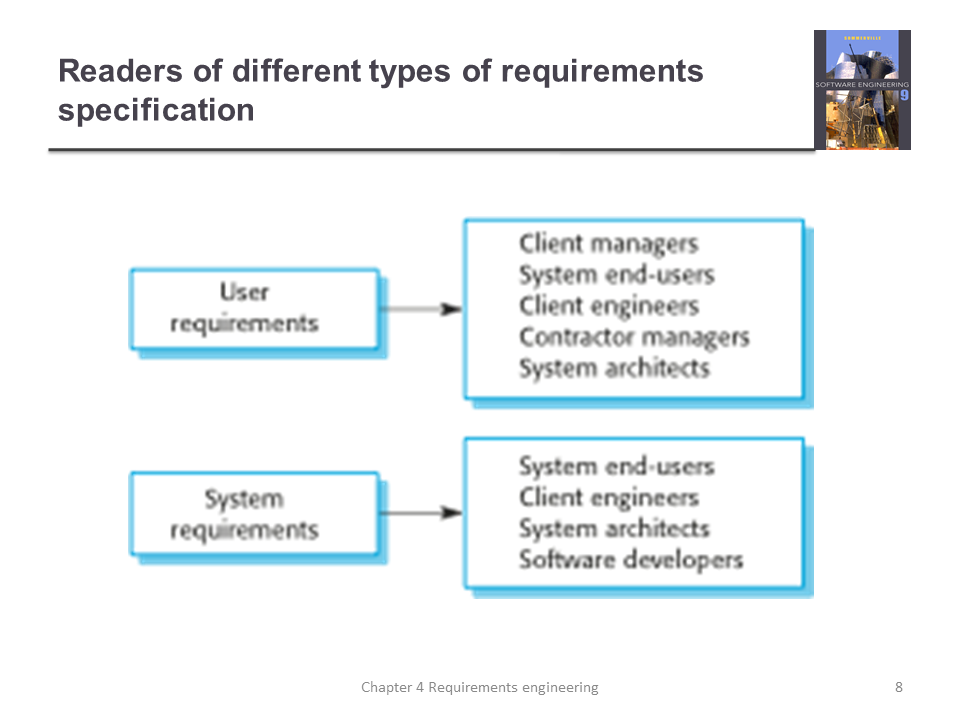 Readers of different types of requirements
specification
SOMMERVILLE
SOFTWARE ENGINEERING
9
User
requirements
Client managers
System end-users
Client engineers
Contractor managers
System architects
System
requirements
System end-users
Client engineers
System architects
Software developers
Chapter 4 Requirements engineering
8